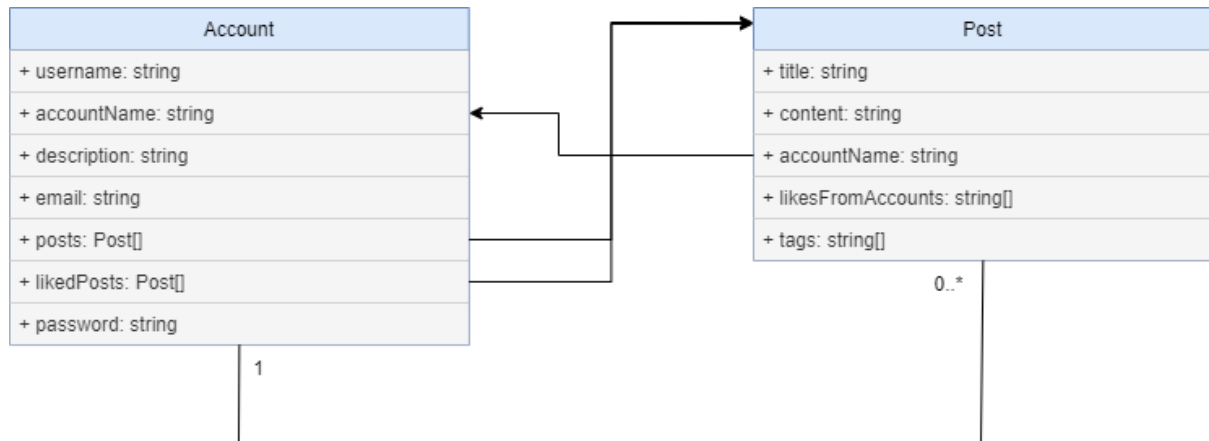 Account
+ username: string
+ accountName: string
+ description: string
+ email: string
+ posts: Post[]
+ likedPosts: Post[]
+ password: string
1
Post
+ title: string
+ content: string
+ accountName: string
+ likesFromAccounts: string[]
+ tags: string[]
0..*